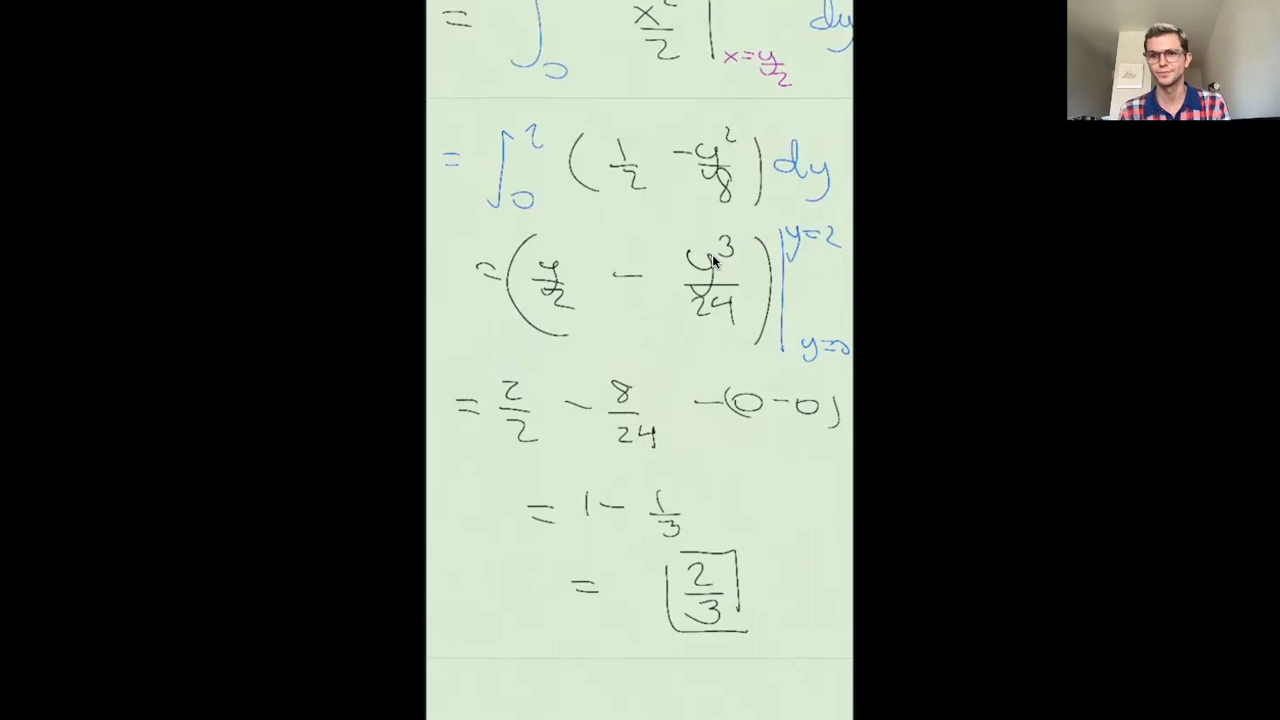 = ∫₀ x²/2 | x=y/2 dy
= ∫₀² (1/2 - y²/8) dy
= (y/2 - y³/24) | y=2 y=0
= 2/2 - 8/24 - (0 - 0)
= 1 - 1/3
= 2/3